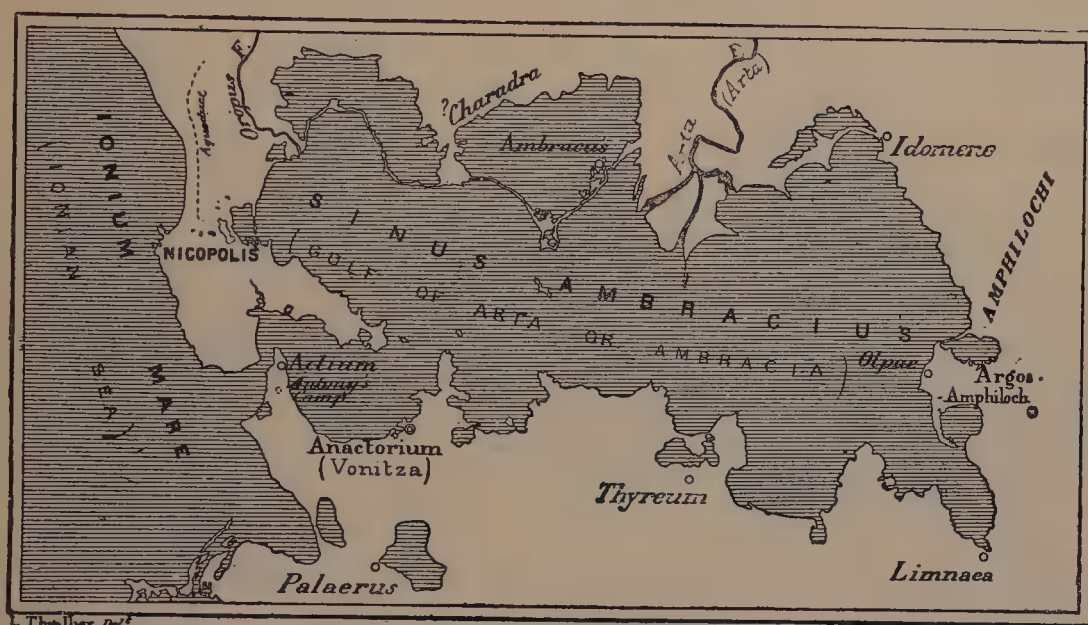 IONIUM MARE
(IONIAN SEA)
Aqueduct
Oropus F.
NICOPOLIS
?Charadra
Ambracus
Arta
F.
(Arta)
Idomene
AMPHILOCHI
SINUS AMBRACIUS
(GULF OF ARTA OR AMBRACIA)
Olpae
Argos
Amphiloch.
Actium
Antony's
Camp
Anactorium
(Vonitza)
Thyreum
Limnaea
Palaerus